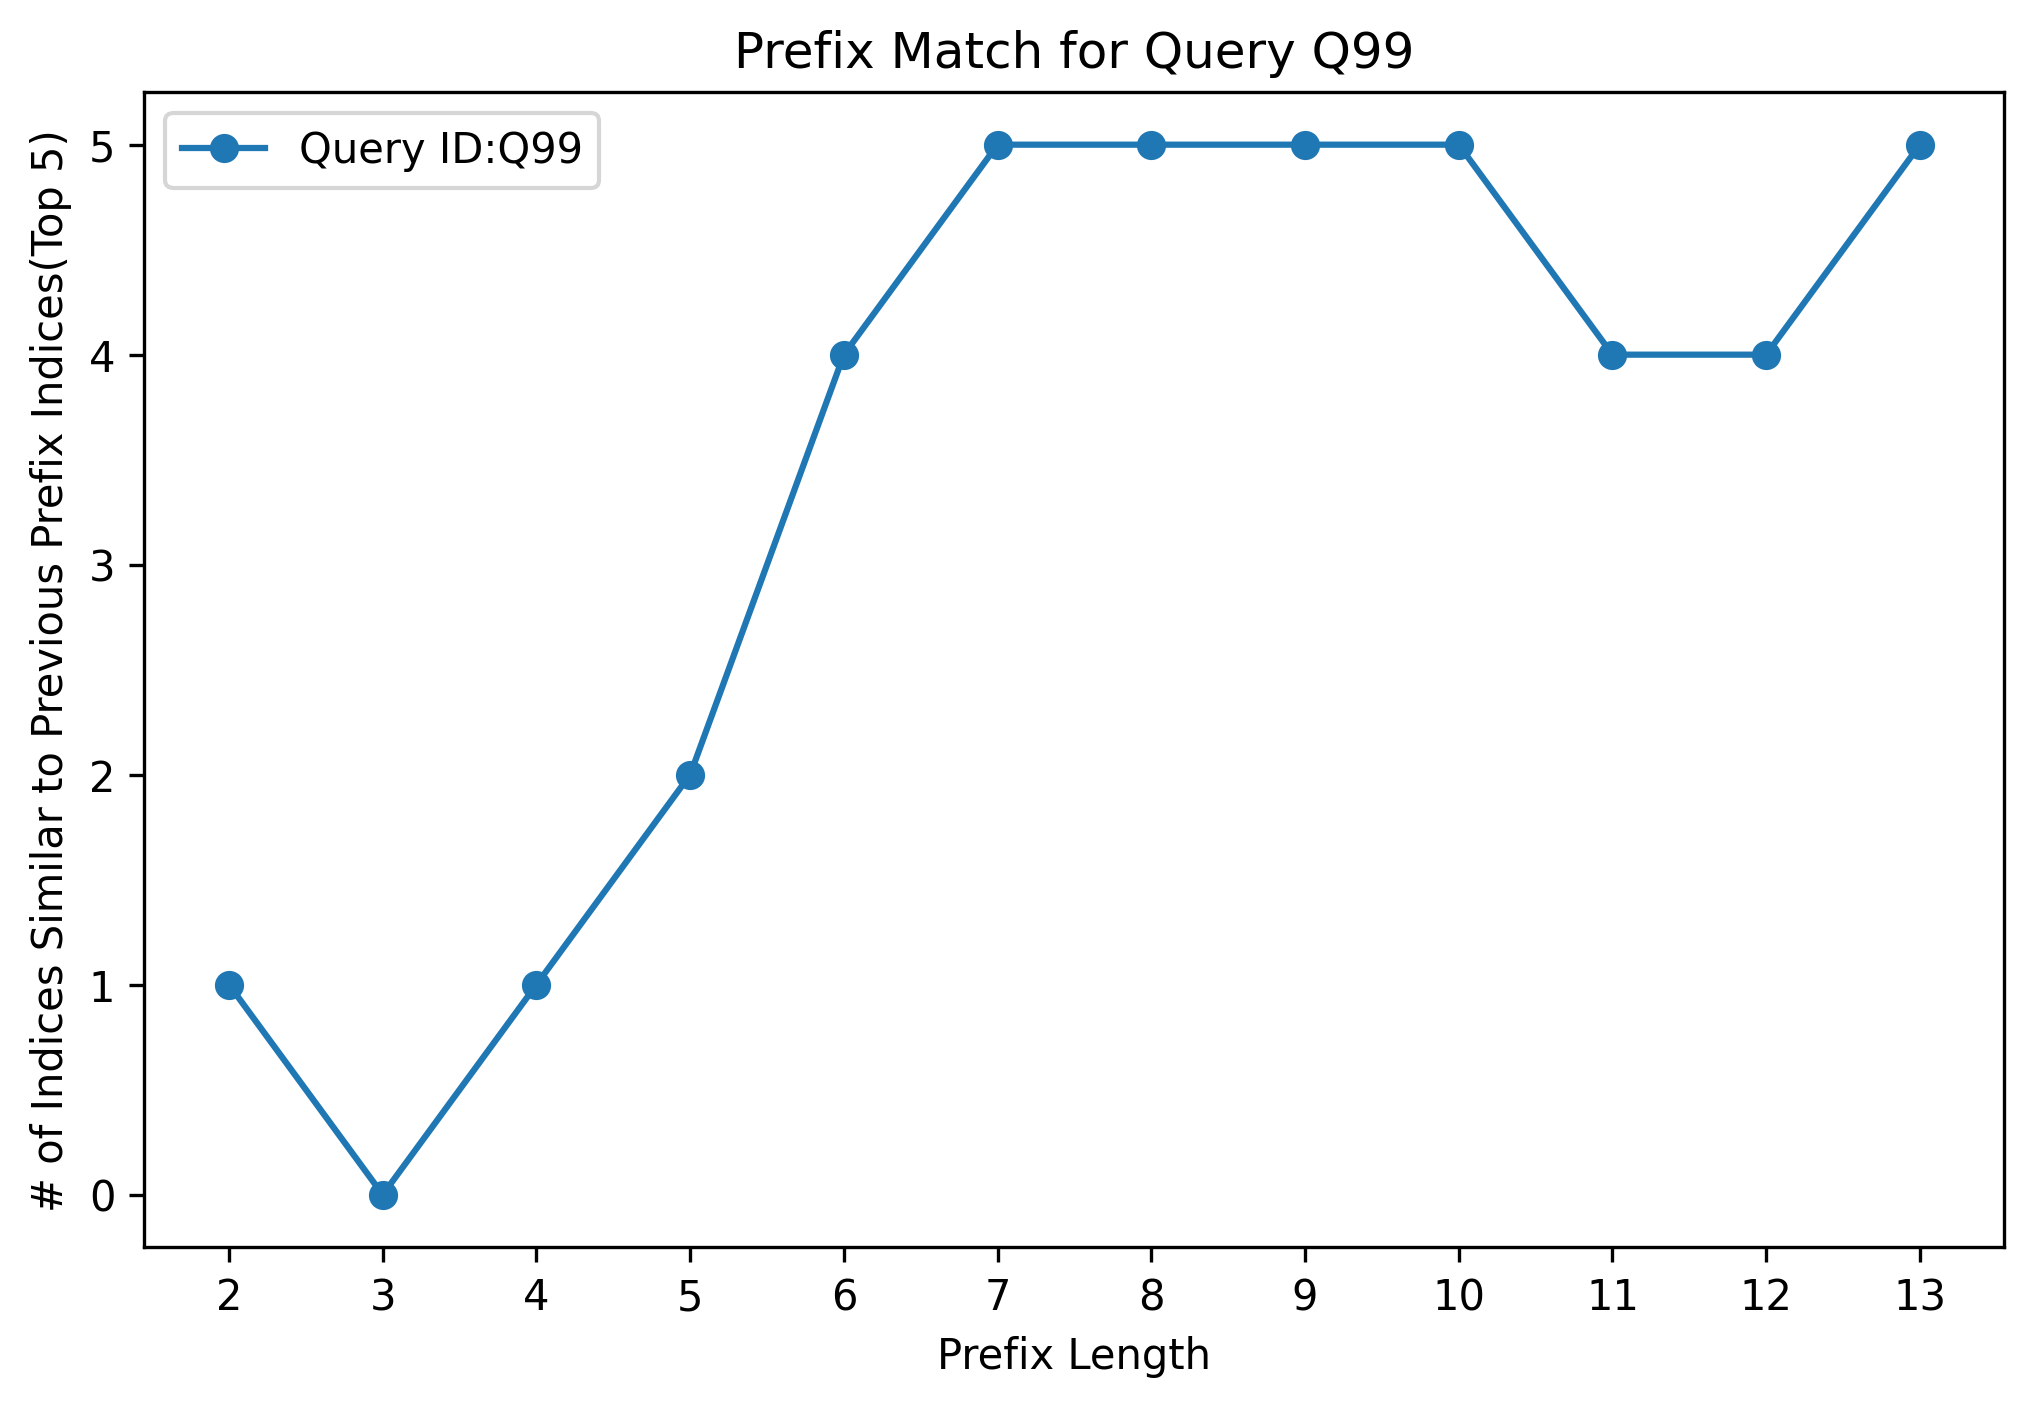 Prefix Match for Query Q99
Query ID:Q99
# of Indices Similar to Previous Prefix Indices(Top 5)
5
4
3
2
1
0
2 3 4 5 6 7 8 9 10 11 12 13
Prefix Length